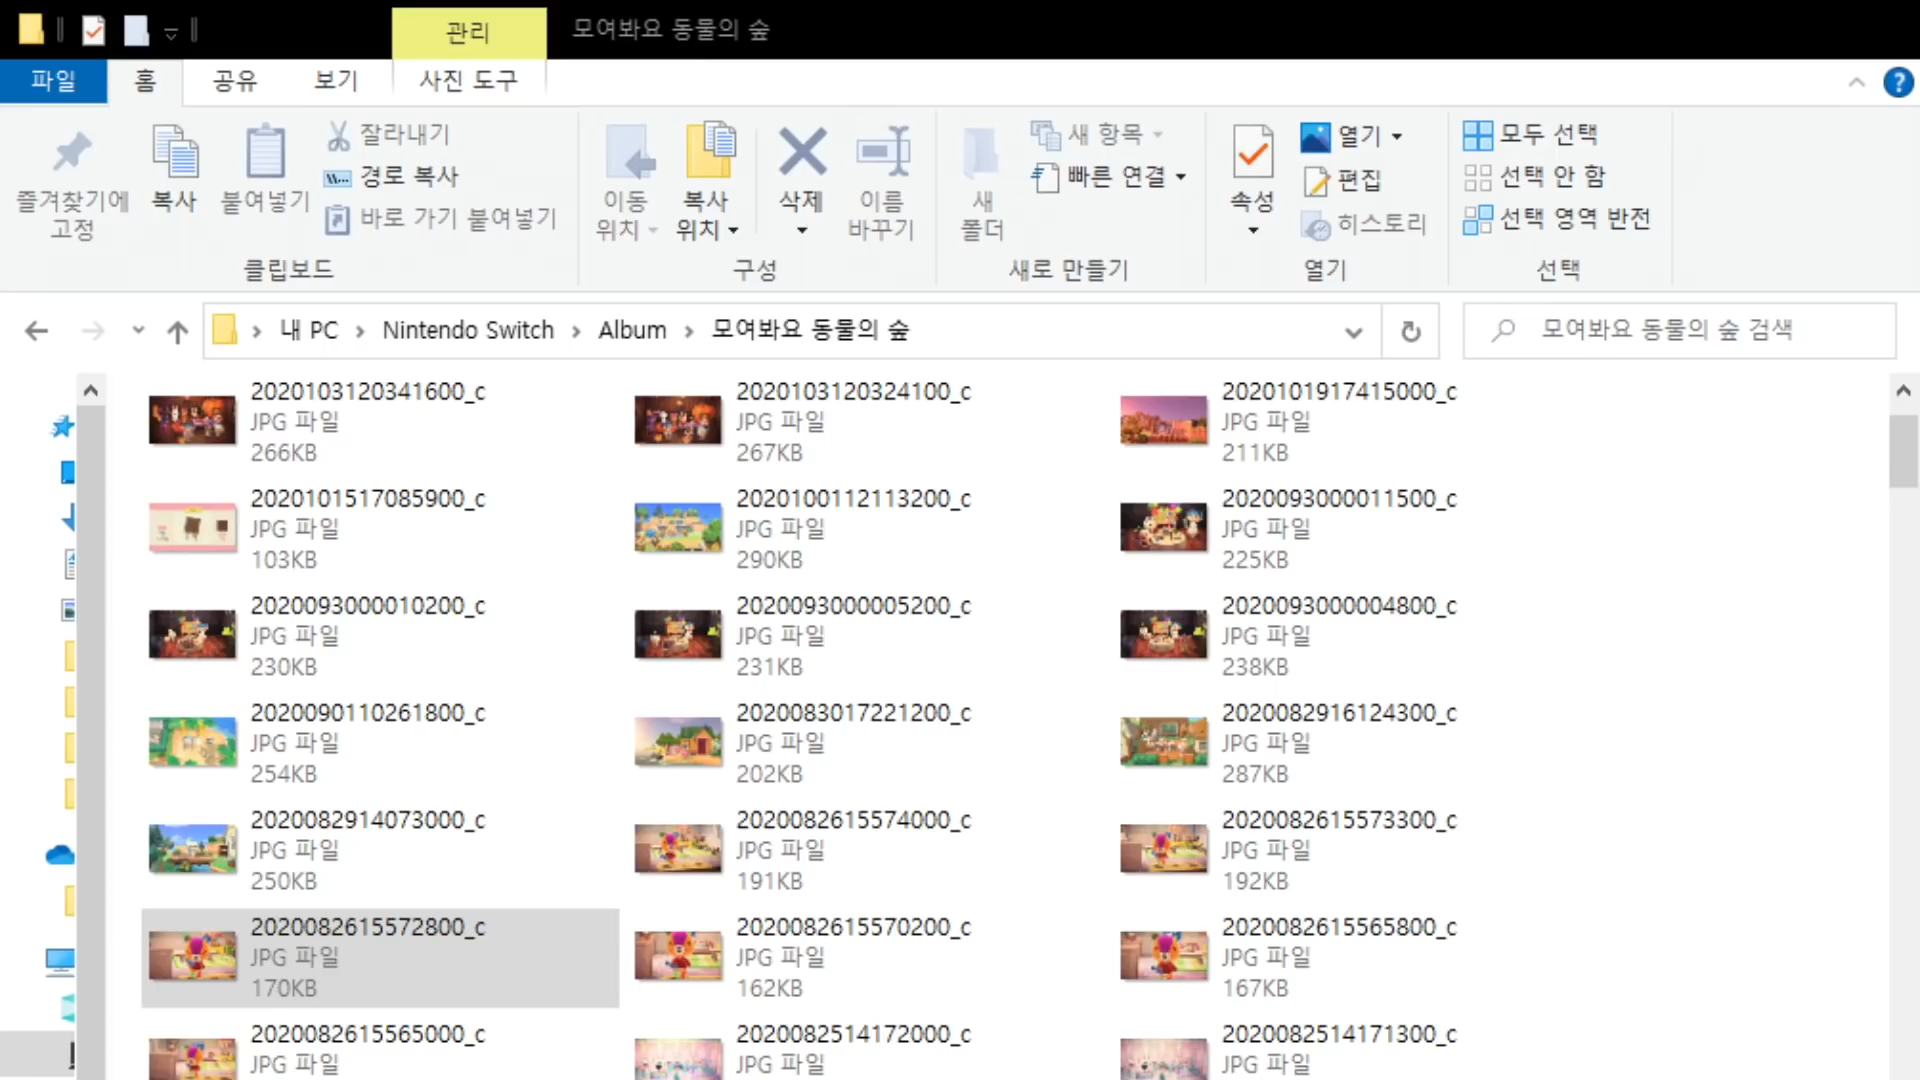 관리
모여봐요 동물의 숲
파일
홈
공유
보기
사진 도구
즐겨찾기에
고정
복사
붙여넣기
잘라내기
경로 복사
바로 가기 붙여넣기
클립보드
이동
위치
복사
위치
삭제
이름
바꾸기
구성
새
폴더
새 항목
빠른 연결
새로 만들기
속성
열기
편집
히스토리
열기
모두 선택
선택 안 함
선택 영역 반전
선택
내 PC > Nintendo Switch > Album > 모여봐요 동물의 숲
모여봐요 동물의 숲 검색
2020103120341600_c
JPG 파일
266KB
2020103120324100_c
JPG 파일
267KB
2020101917415000_c
JPG 파일
211KB
2020101517085900_c
JPG 파일
103KB
2020100112113200_c
JPG 파일
290KB
2020093000011500_c
JPG 파일
225KB
2020093000010200_c
JPG 파일
230KB
2020093000005200_c
JPG 파일
231KB
2020093000004800_c
JPG 파일
238KB
2020090110261800_c
JPG 파일
254KB
2020083017221200_c
JPG 파일
202KB
2020082916124300_c
JPG 파일
287KB
2020082914073000_c
JPG 파일
250KB
2020082615574000_c
JPG 파일
191KB
2020082615573300_c
JPG 파일
192KB
2020082615572800_c
JPG 파일
170KB
2020082615570200_c
JPG 파일
162KB
2020082615565800_c
JPG 파일
167KB
2020082615565000_c
JPG 파일
2020082514172000_c
JPG 파일
2020082514171300_c
JPG 파일